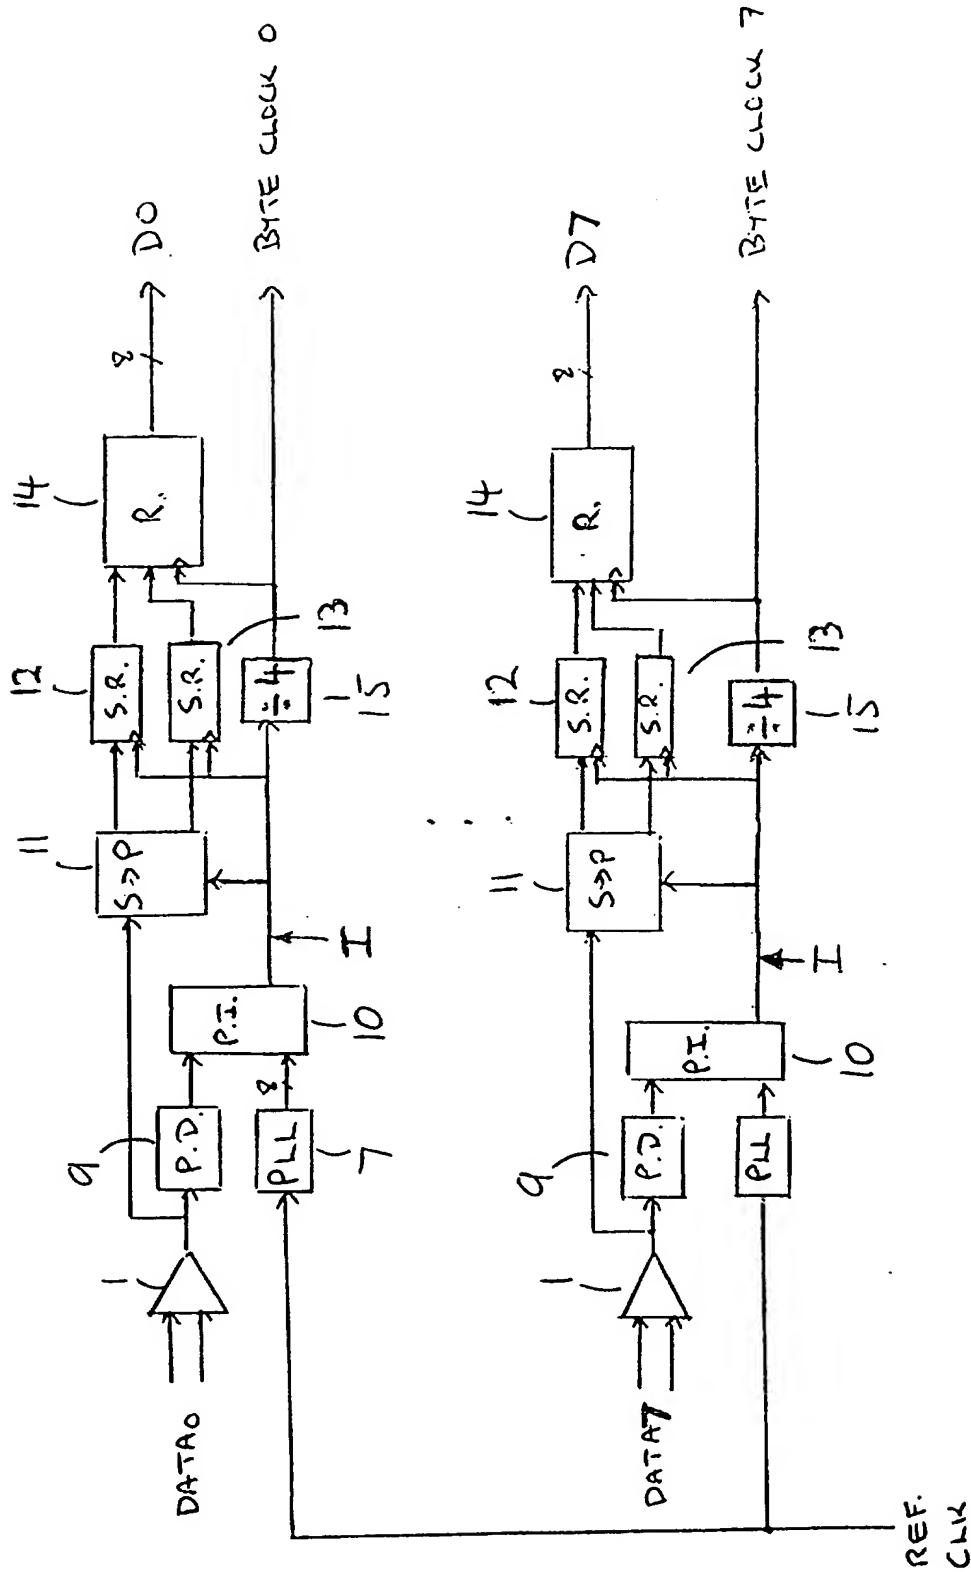 DATA0
1
9
P.D.
PLL
7
8
P.I.
10
I
11
S≫P
12
S.R.
S.R.
13
÷4
15
14
R.
8
D0
BYTE CLOCK 0
DATA7
1
9
P.D.
PLL
P.I.
10
I
11
S≫P
12
S.R.
S.R.
13
÷4
15
14
R.
8
D7
BYTE CLOCK 7
REF.
CLK